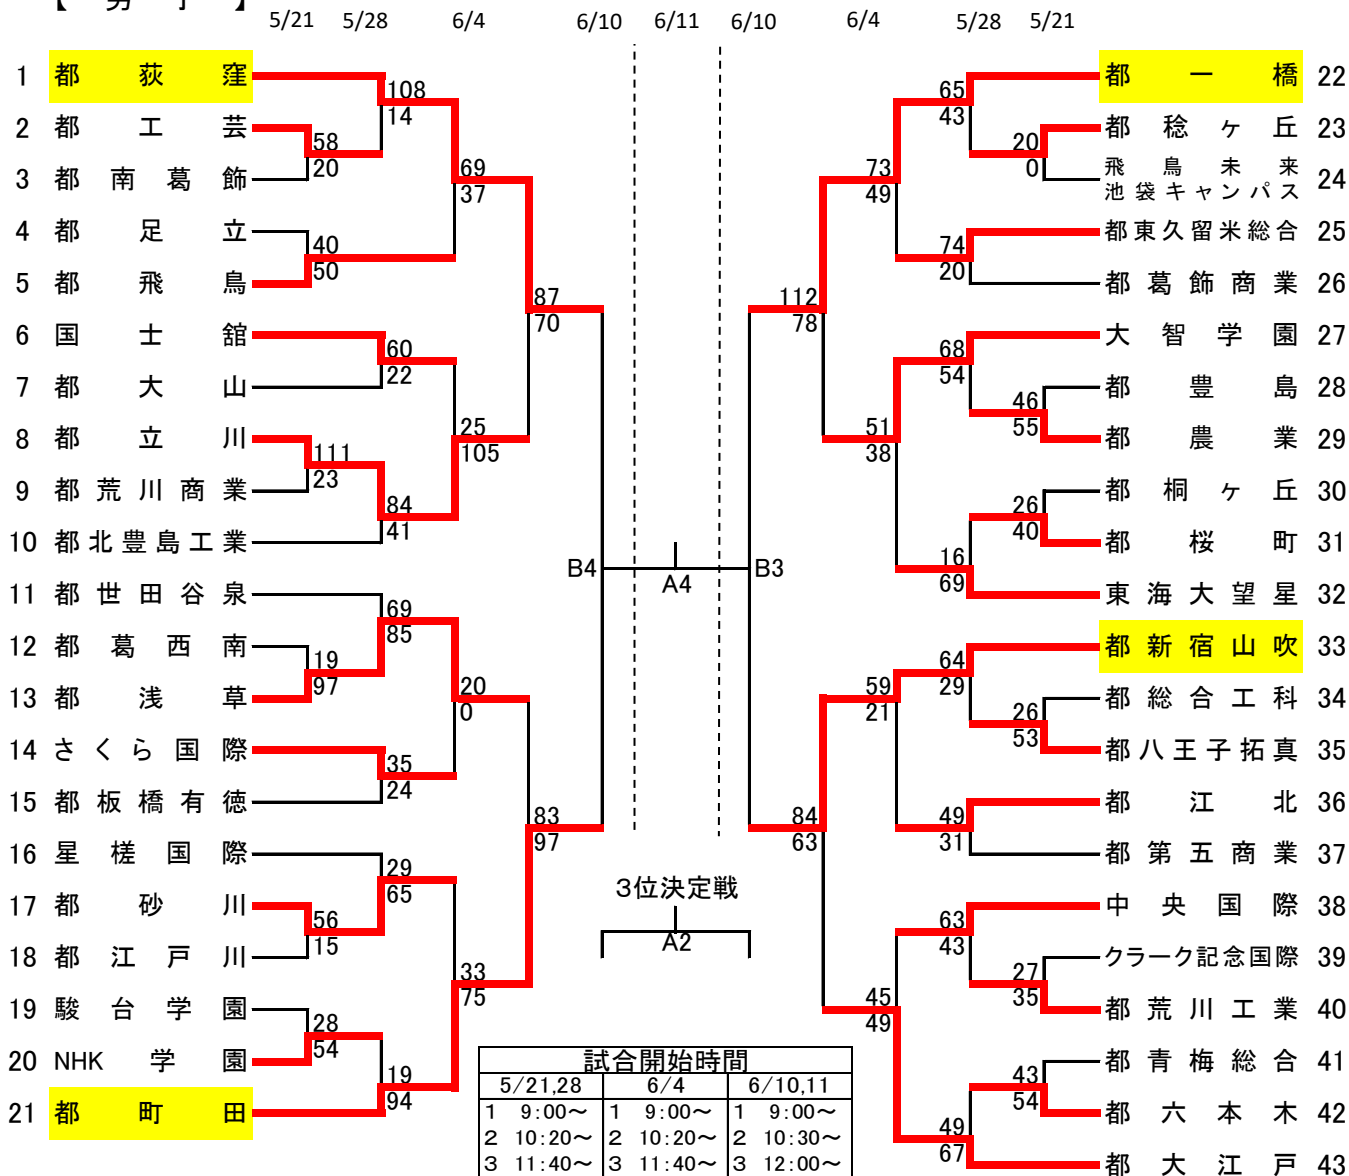 【 男 子 】
5/21 5/28 6/4 6/10 6/11 6/10 6/4 5/28 5/21
1 都荻窪
2 都工芸
3 都南葛飾
4 都足立
5 都飛鳥
6 国士舘
7 都大山
8 都立川
9 都荒川商業
10 都北豊島工業
11 都世田谷泉
12 都葛西南
13 都浅草
14 さくら国際
15 都板橋有徳
16 星槎国際
17 都砂川
18 都江戸川
19 駿台学園
20 NHK学園
21 都町田
58
20
40
50
111
23
19
97
56
15
28
54
108
14
60
22
84
41
69
85
35
24
29
65
19
94
69
37
25
105
20
0
33
75
87
70
83
97
B4
A4
B3
3位決定戦
A2
112
78
84
63
73
49
51
38
59
21
45
49
65
43
74
20
68
54
16
69
64
29
49
31
63
43
49
67
20
0
46
55
26
40
26
53
27
35
43
54
都一橋 22
都稔ヶ丘 23
飛鳥未来
池袋キャンパス 24
都東久留米総合 25
都葛飾商業 26
大智学園 27
都豊島 28
都農業 29
都桐ヶ丘 30
都桜町 31
東海大望星 32
都新宿山吹 33
都総合工科 34
都八王子拓真 35
都江北 36
都第五商業 37
中央国際 38
クラーク記念国際 39
都荒川工業 40
都青梅総合 41
都六本木 42
都大江戸 43
試合開始時間
5/21,28 6/4 6/10,11
1 9:00～ 1 9:00～ 1 9:00～
2 10:20～ 2 10:20～ 2 10:30～
3 11:40～ 3 11:40～ 3 12:00～